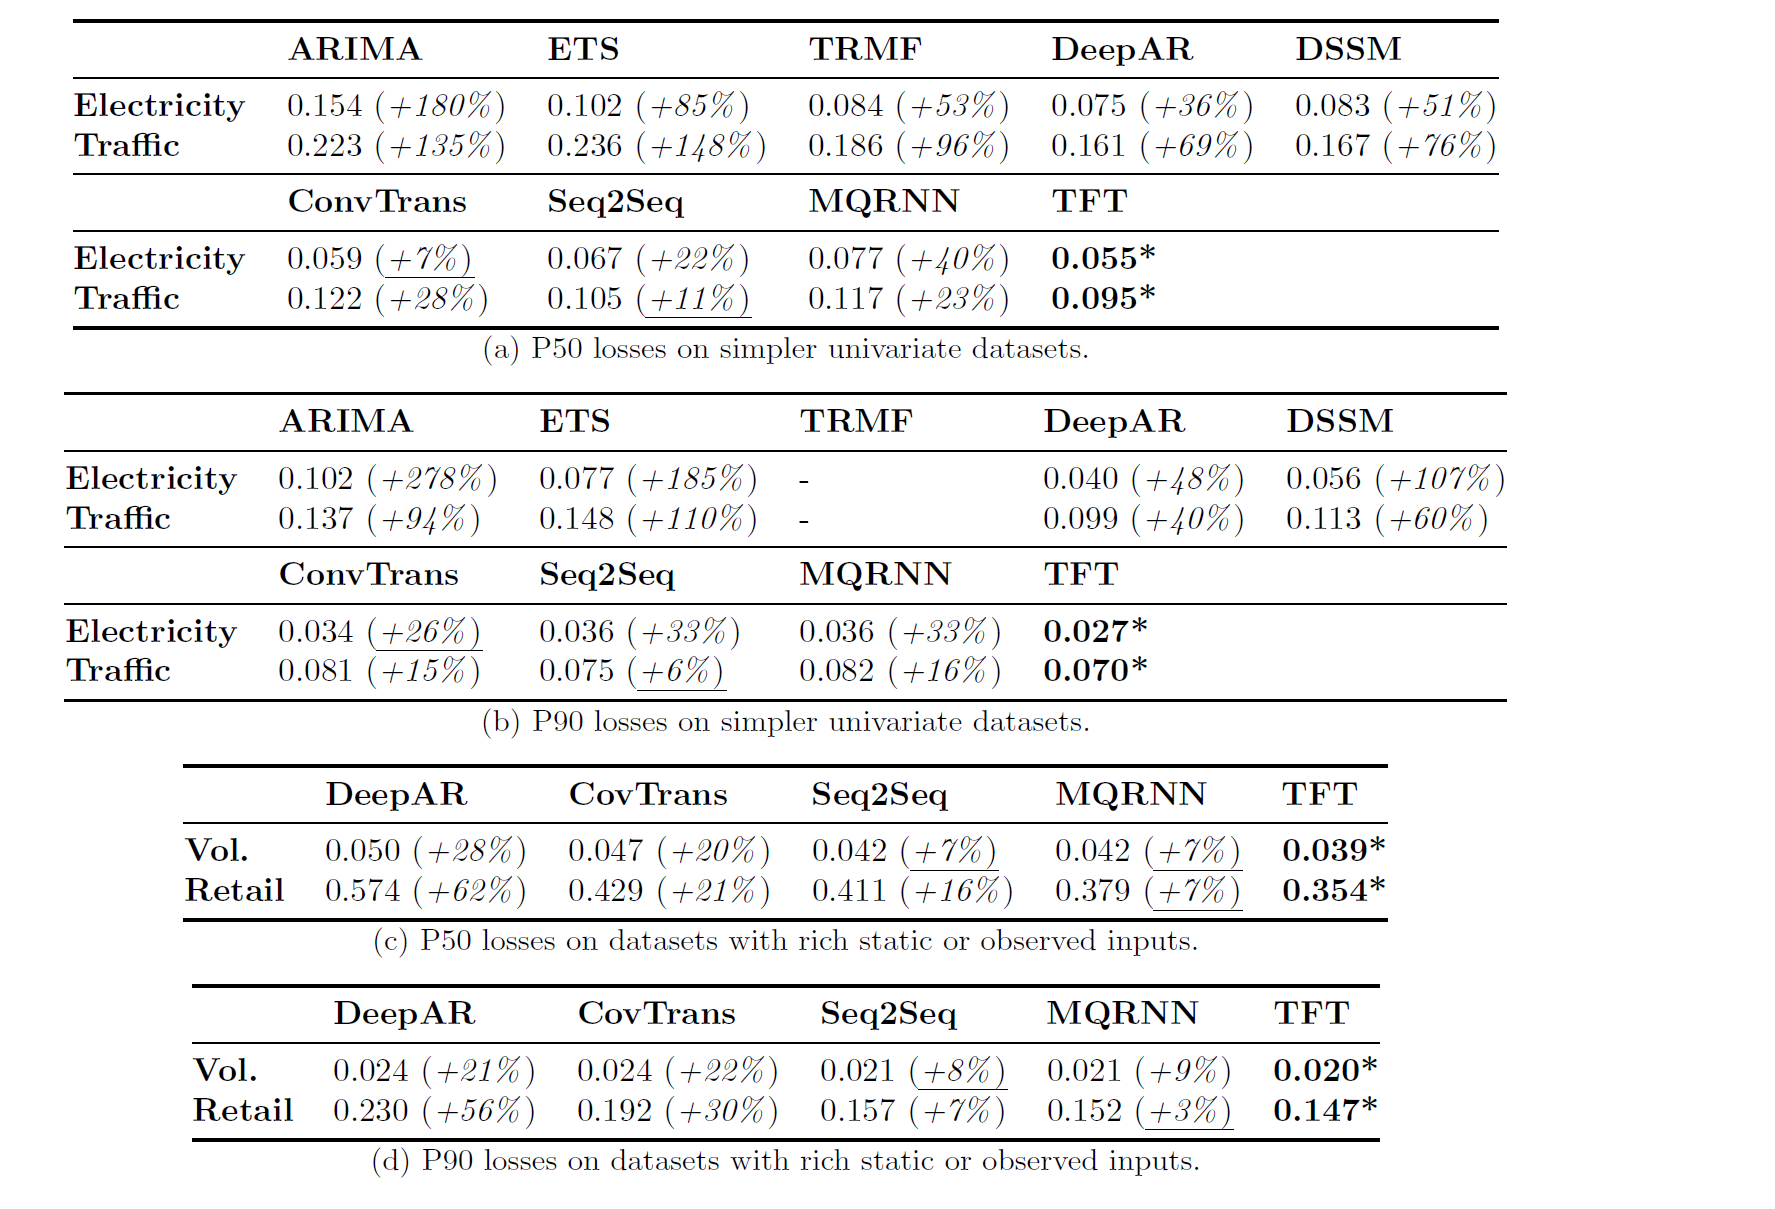 ARIMA ETS TRMF DeepAR DSSM
Electricity 0.154 (+180%) 0.102 (+85%) 0.084 (+53%) 0.075 (+36%) 0.083 (+51%)
Traffic 0.223 (+135%) 0.236 (+148%) 0.186 (+96%) 0.161 (+69%) 0.167 (+76%)
ConvTrans Seq2Seq MQRNN TFT
Electricity 0.059 (+7%) 0.067 (+22%) 0.077 (+40%) 0.055*
Traffic 0.122 (+28%) 0.105 (+11%) 0.117 (+23%) 0.095*
(a) P50 losses on simpler univariate datasets.
ARIMA ETS TRMF DeepAR DSSM
Electricity 0.102 (+278%) 0.077 (+185%) - 0.040 (+48%) 0.056 (+107%)
Traffic 0.137 (+94%) 0.148 (+110%) - 0.099 (+40%) 0.113 (+60%)
ConvTrans Seq2Seq MQRNN TFT
Electricity 0.034 (+26%) 0.036 (+33%) 0.036 (+33%) 0.027*
Traffic 0.081 (+15%) 0.075 (+6%) 0.082 (+16%) 0.070*
(b) P90 losses on simpler univariate datasets.
DeepAR CovTrans Seq2Seq MQRNN TFT
Vol. 0.050 (+28%) 0.047 (+20%) 0.042 (+7%) 0.042 (+7%) 0.039*
Retail 0.574 (+62%) 0.429 (+21%) 0.411 (+16%) 0.379 (+7%) 0.354*
(c) P50 losses on datasets with rich static or observed inputs.
DeepAR CovTrans Seq2Seq MQRNN TFT
Vol. 0.024 (+21%) 0.024 (+22%) 0.021 (+8%) 0.021 (+9%) 0.020*
Retail 0.230 (+56%) 0.192 (+30%) 0.157 (+7%) 0.152 (+3%) 0.147*
(d) P90 losses on datasets with rich static or observed inputs.